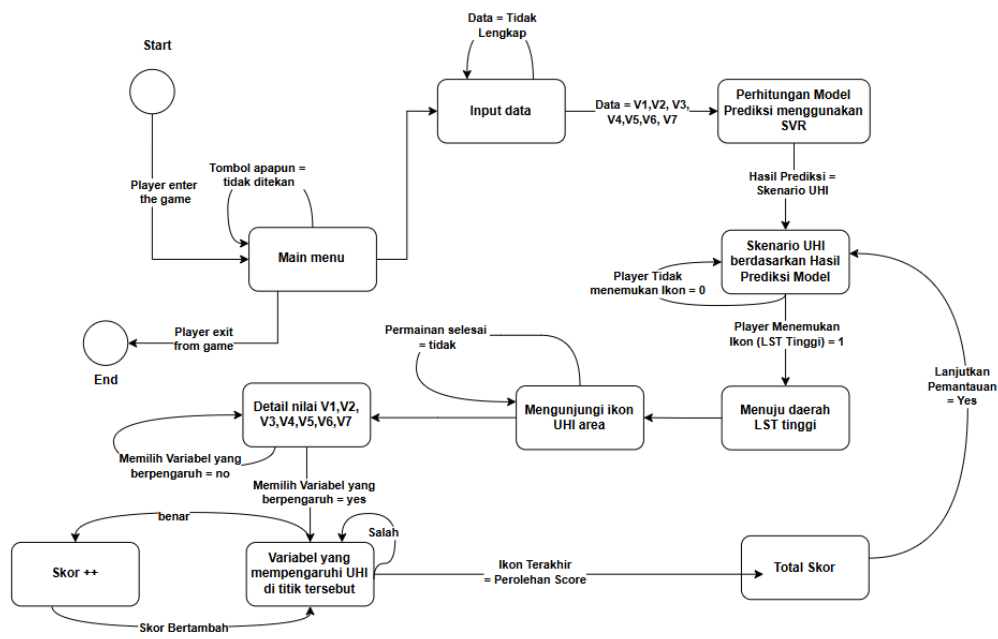 Data = Tidak
Lengkap
Start
Input data
Data = V1,V2, V3,
V4,V5,V6, V7
Perhitungan Model
Prediksi menggunakan
SVR
Tombol apapun =
tidak ditekan
Player enter
the game
Hasil Prediksi =
Skenario UHI
Main menu
Skenario UHI
berdasarkan Hasil
Prediksi Model
Player Tidak
menemukan Ikon = 0
Player exit
from game
End
Permainan selesai
= tidak
Player Menemukan
Ikon (LST Tinggi) = 1
Lanjutkan
Pemantauan
= Yes
Detail nilai V1,V2,
V3,V4,V5,V6,V7
Mengunjungi ikon
UHI area
Menuju daerah
LST tinggi
Memilih Variabel yang
berpengaruh = no
Memilih Variabel yang
berpengaruh = yes
benar
Salah
Skor ++
Variabel yang
mempengaruhi UHI
di titik tersebut
Ikon Terakhir
= Perolehan Score
Total Skor
Skor Bertambah